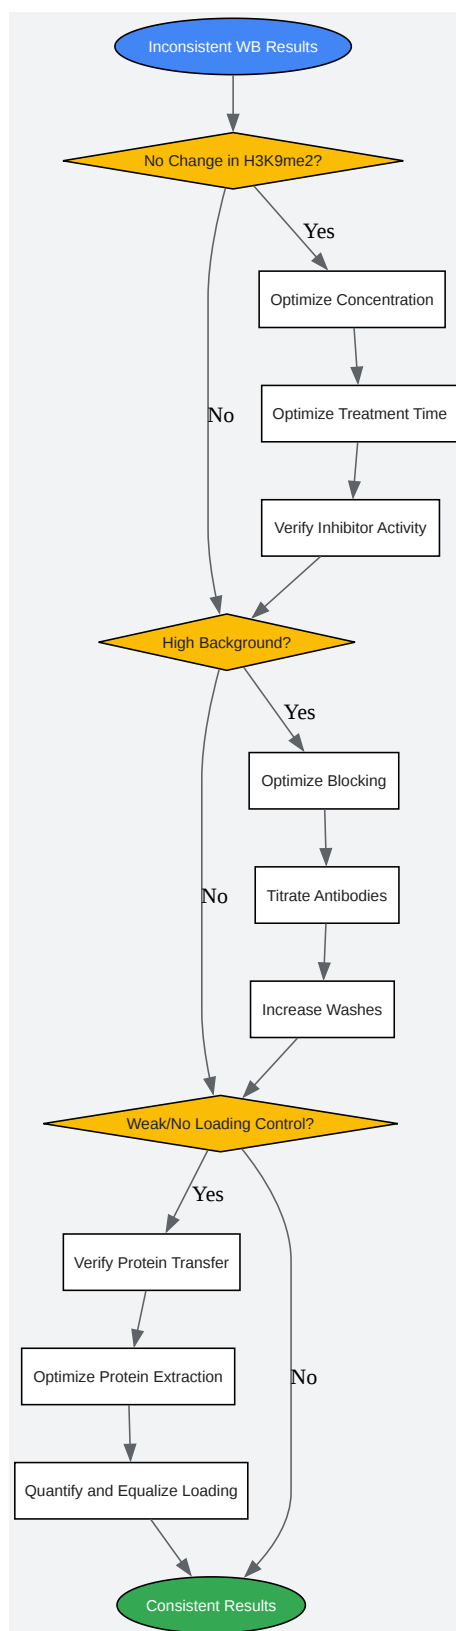 Inconsistent WB Results
No Change in H3K9me2?
Yes
Optimize Concentration
Optimize Treatment Time
No
Verify Inhibitor Activity
High Background?
Yes
Optimize Blocking
Titrate Antibodies
No
Increase Washes
Weak/No Loading Control?
Yes
Verify Protein Transfer
Optimize Protein Extraction
No
Quantify and Equalize Loading
Consistent Results